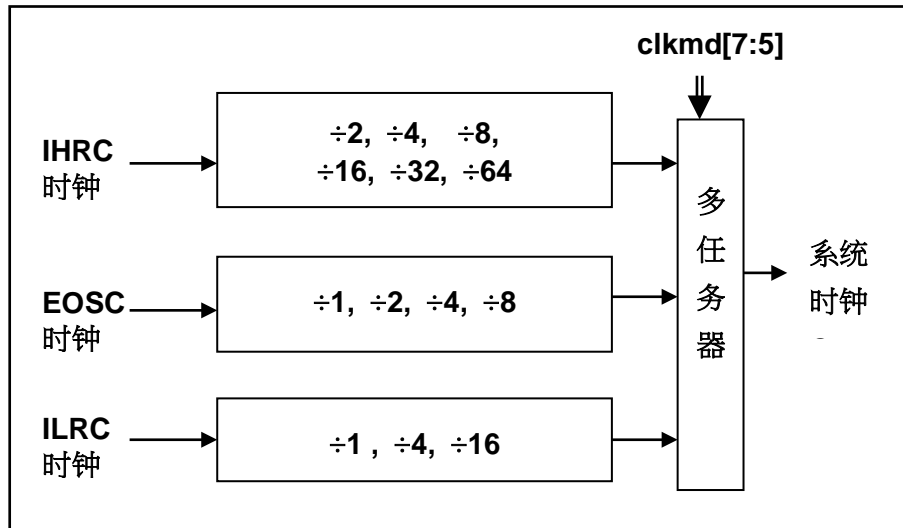 clkmd[7:5]
IHRC
时钟
÷2, ÷4, ÷8,
÷16, ÷32, ÷64
EOSC
时钟
÷1, ÷2, ÷4, ÷8
ILRC
时钟
÷1 , ÷4, ÷16
多
任
务
器
系统
时钟